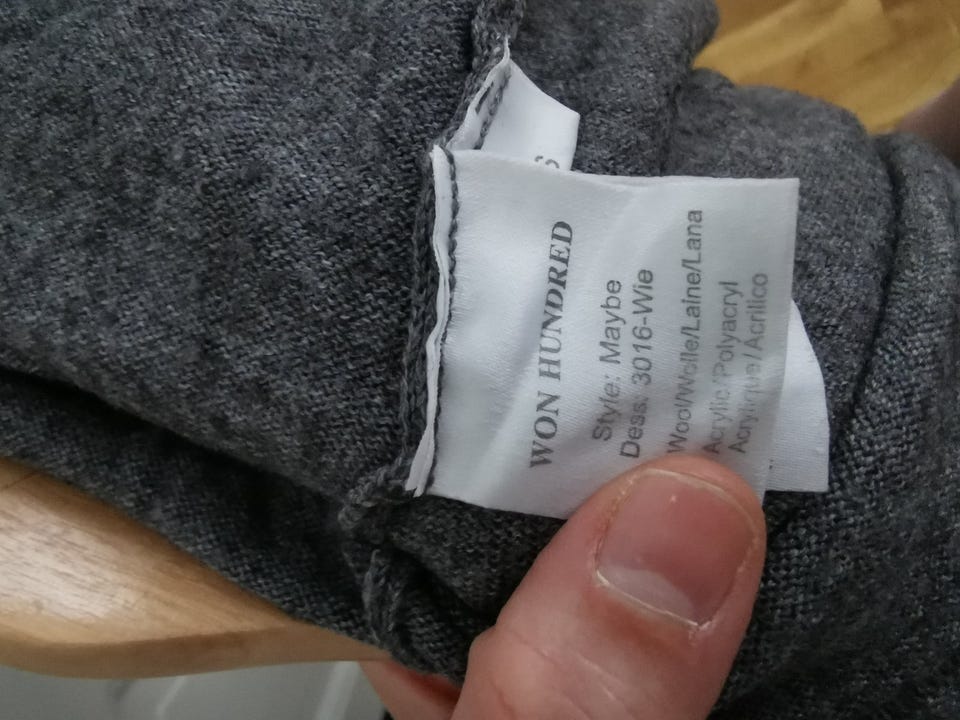 WON HUNDRED
Style: Maybe
Dess: 3016-Wie
Wool/Wolle/Laine/Lana
Acrylic/Polyacryl
Acrylique/Acrilico
S